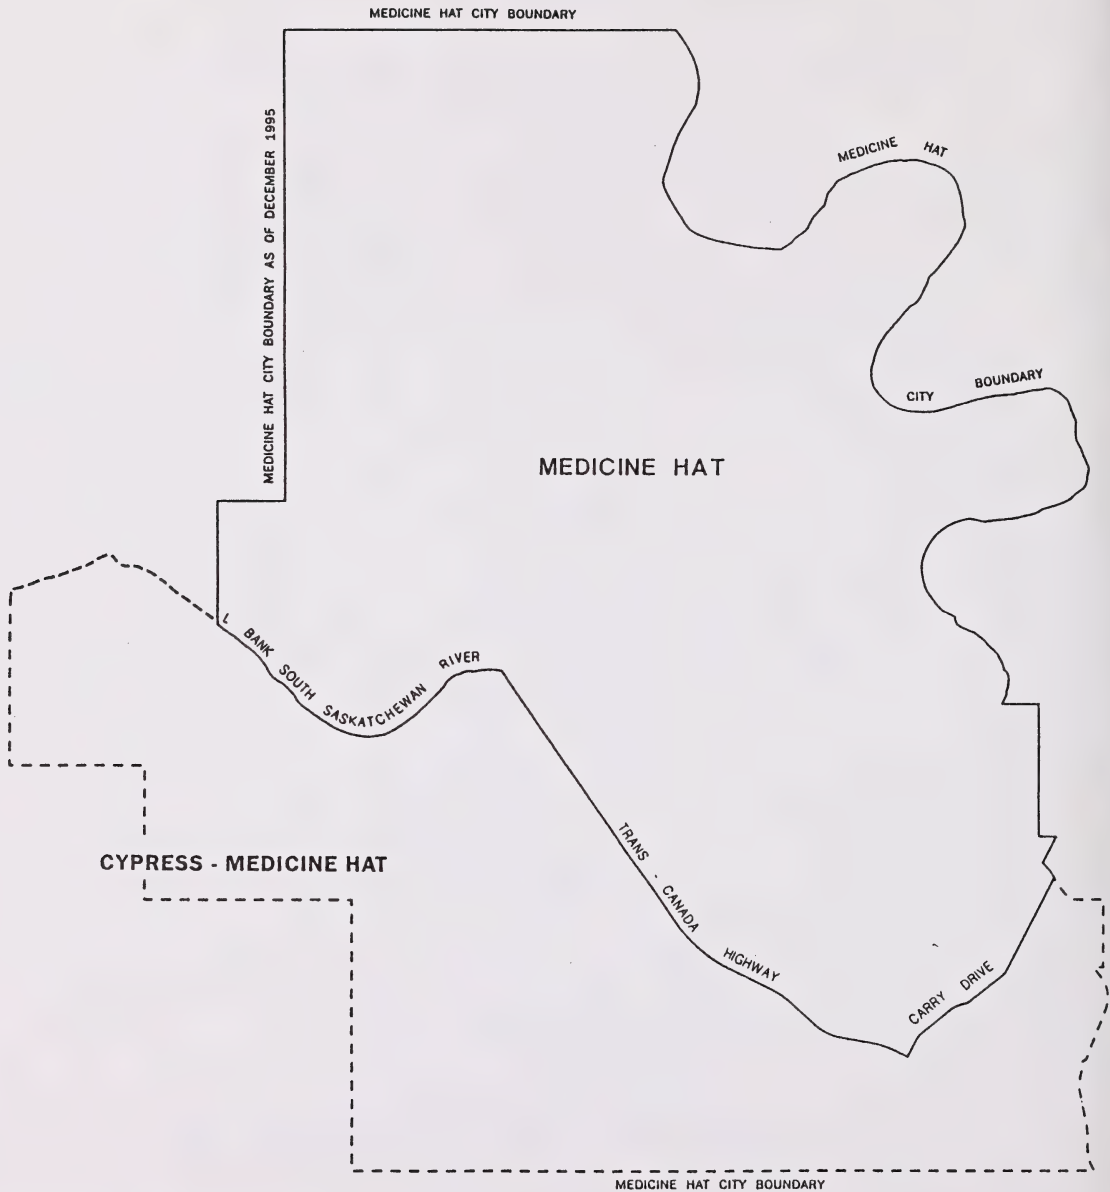 MEDICINE HAT CITY BOUNDARY
MEDICINE HAT CITY BOUNDARY AS OF DECEMBER 1995
MEDICINE HAT
CITY BOUNDARY
MEDICINE HAT
L BANK SOUTH SASKATCHEWAN RIVER
TRANS - CANADA HIGHWAY
CYPRESS - MEDICINE HAT
CARRY DRIVE
MEDICINE HAT CITY BOUNDARY